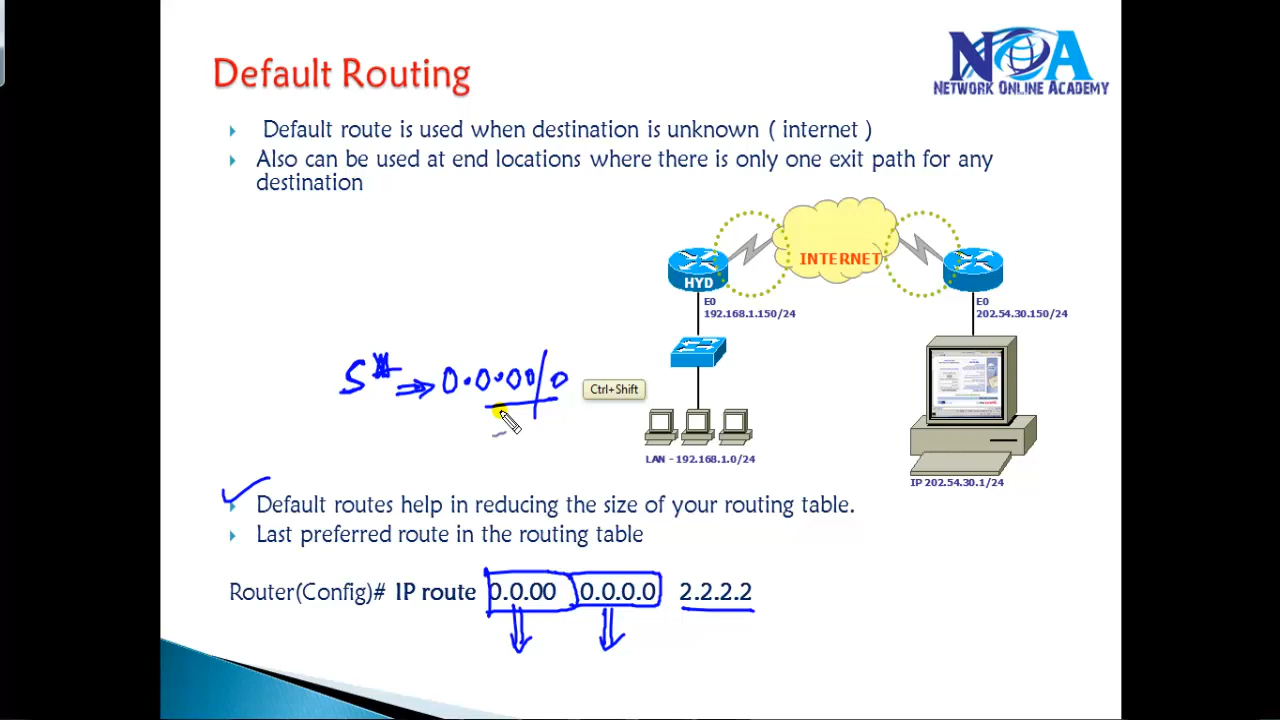 NOA
NETWORK ONLINE ACADEMY
Default Routing
Default route is used when destination is unknown ( internet )
Also can be used at end locations where there is only one exit path for any
destination
INTERNET
HYD
E0
192.168.1.150/24
E0
202.54.30.150/24
S* ⇒ 0.0.00/0
Ctrl+Shift
LAN - 192.168.1.0/24
IP 202.54.30.1/24
Default routes help in reducing the size of your routing table.
Last preferred route in the routing table
Router(Config)# IP route 0.0.00 0.0.0.0 2.2.2.2